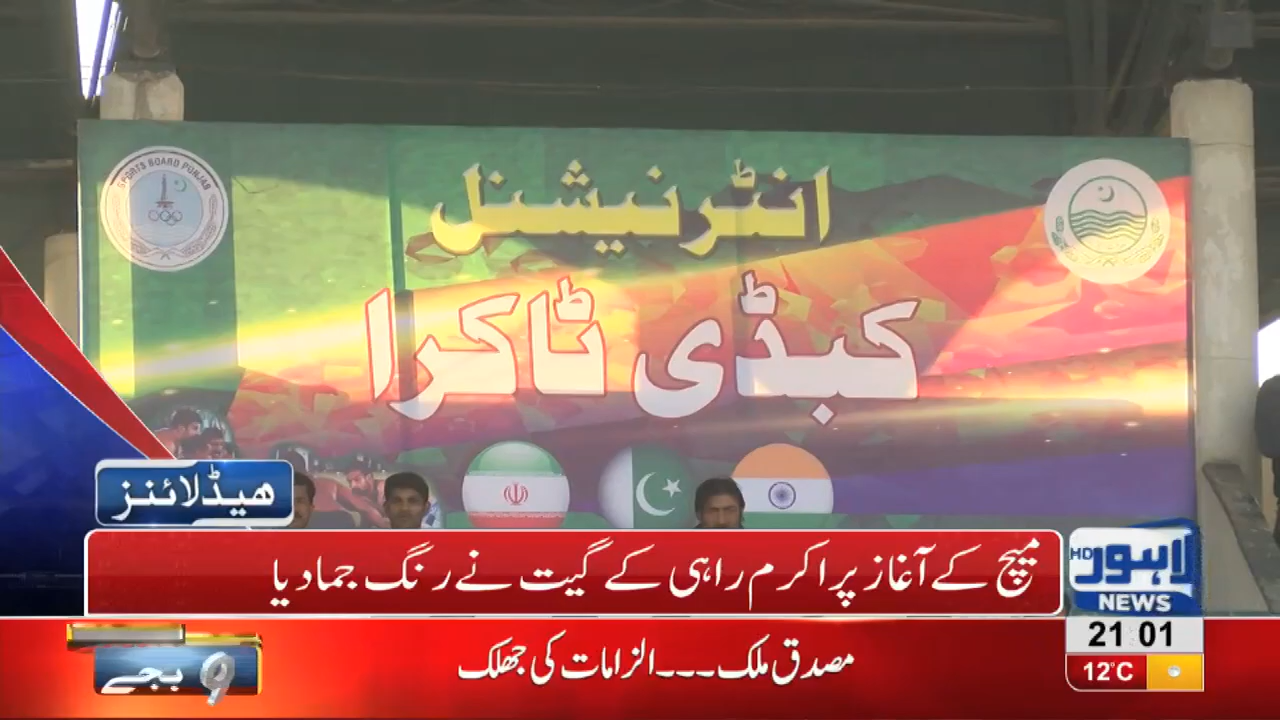 SPORTS BOARD PUNJAB
انٹرنیشنل
کبڈی ٹاکرا
ہیڈلائنز
میچ کے آغاز پر اکرم راہی کے گیت نے رنگ جما دیا
HD
لاہور
NEWS
21 01
12°C
9 بجے
مصدق ملک۔۔۔الزامات کی جھلک